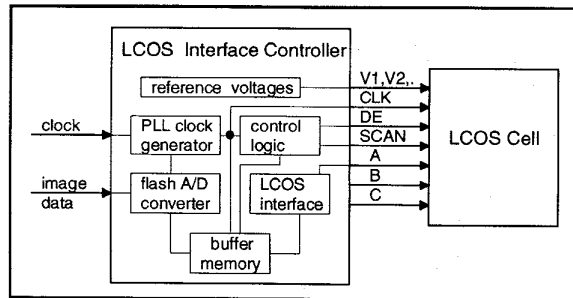 LCOS Interface Controller
reference voltages
V1,V2,.
CLK
DE
SCAN
A
B
C
clock
PLL clock
generator
control
logic
LCOS Cell
image
data
flash A/D
converter
LCOS
interface
buffer
memory